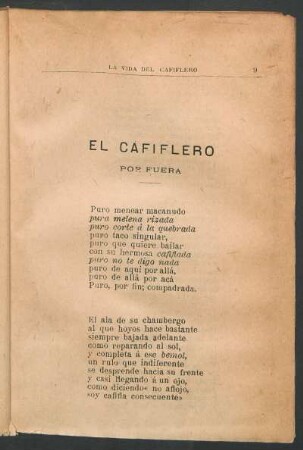 LA VIDA DEL CAFIFLERO 9
EL CAFIFLERO
POR FUERA
Puro menear macanudo
pura melena rizada
puro corte á la quebrada
puro taco singular,
puro que quiere bailar
con su hermosa cafiflada
puro no te diga nada
puro de aquí por allá,
puro de allá por acá
Puro, por fin; compadrada.
El ala de su chambergo
al que hoyos hace bastante
siempre bajada adelante
como reparando al sol,
y completa á ese bemol,
un rulo que indiferente
se desprende hacia su frente
y casi llegando á un ojo,
como diciendo: no aflojo,
soy cafifla consecuente